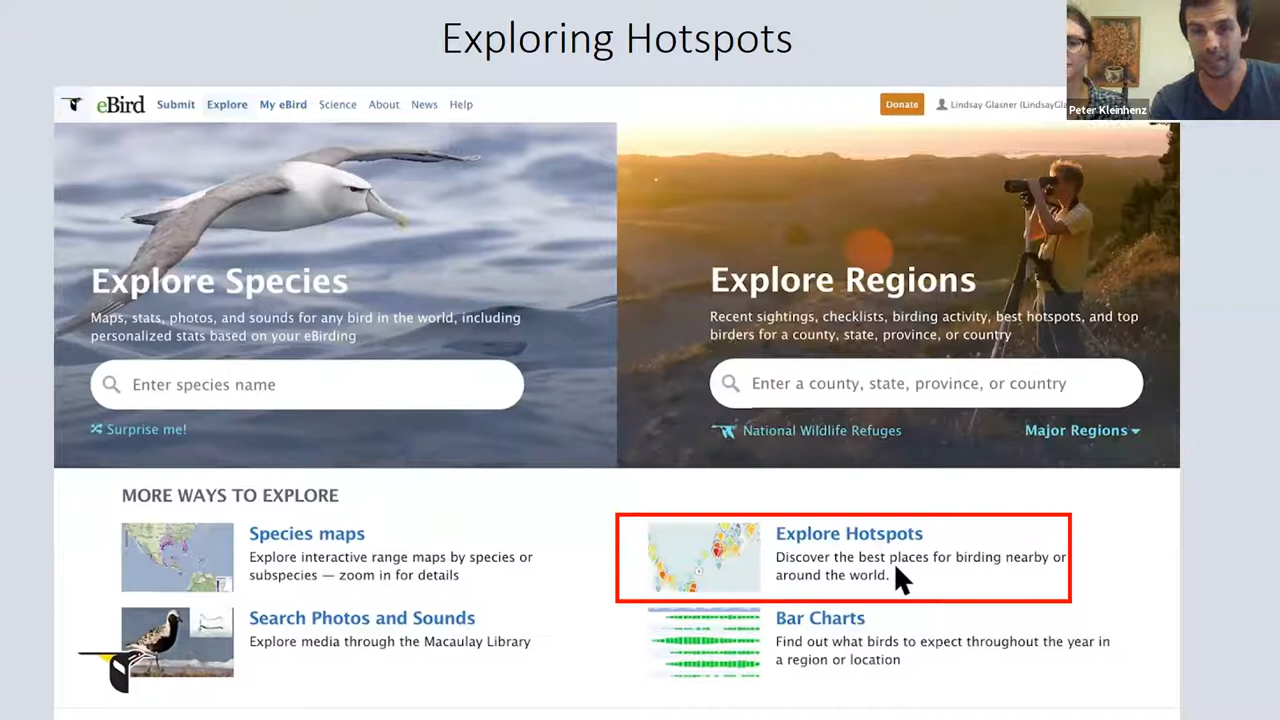 Exploring Hotspots
Peter Kleinhenz
eBird Submit Explore My eBird Science About News Help Donate Lindsay Glasner
Explore Species
Maps, stats, photos, and sounds for any bird in the world, including
personalized stats based on your eBirding
Enter species name
Surprise me!
Explore Regions
Recent sightings, checklists, birding activity, best hotspots, and top
birders for a county, state, province, or country
Enter a county, state, province, or country
National Wildlife Refuges
Major Regions
MORE WAYS TO EXPLORE
Species maps
Explore interactive range maps by species or
subspecies — zoom in for details
Explore Hotspots
Discover the best places for birding nearby or
around the world.
Search Photos and Sounds
Explore media through the Macaulay Library
Bar Charts
Find out what birds to expect throughout the year in
a region or location